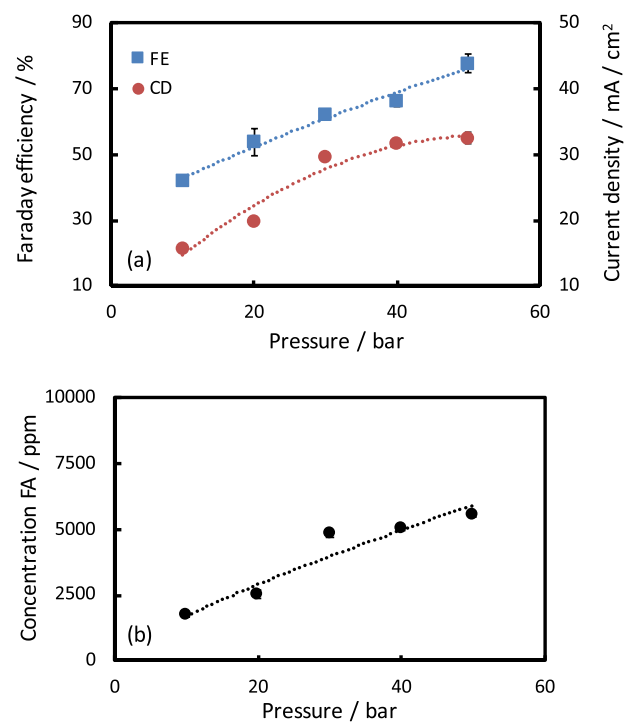 Faraday efficiency / %
90
70
50
30
10
FE
CD
(a)
50
40
30
20
10
Current density / mA / cm²
0 20 40 60
Pressure / bar
Concentration FA / ppm
10000
7500
5000
2500
0
(b)
0 20 40 60
Pressure / bar